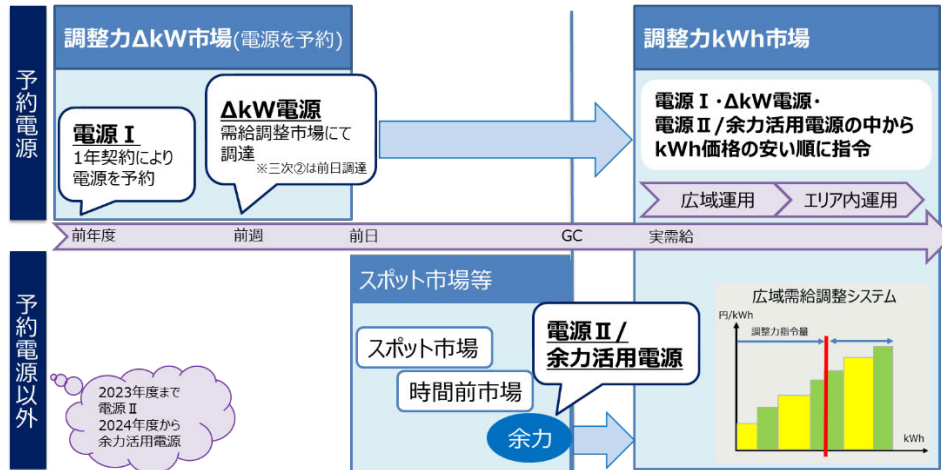 予約電源
調整力ΔkW市場(電源を予約)
電源Ⅰ
1年契約により
電源を予約
ΔkW電源
需給調整市場にて
調達
※三次②は前日調達
調整力kWh市場
電源Ⅰ・ΔkW電源・
電源Ⅱ/余力活用電源の中から
kWh価格の安い順に指令
広域運用
エリア内運用
前年度
前週
前日
GC
実需給
予約電源以外
2023年度まで
電源Ⅱ
2024年度から
余力活用電源
スポット市場等
スポット市場
時間前市場
余力
電源Ⅱ/
余力活用電源
広域需給調整システム
円/kWh
調整力指令量
kWh